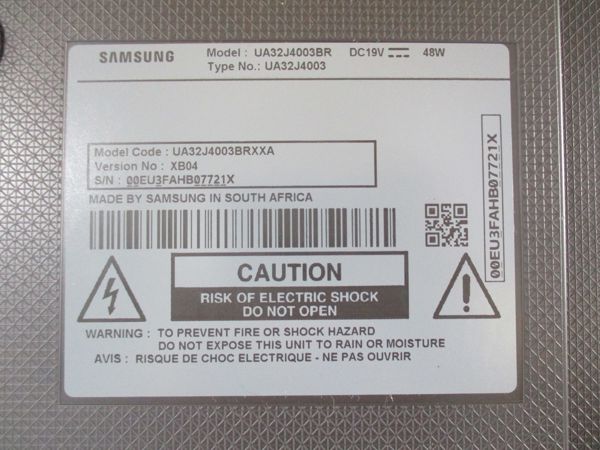 SAMSUNG
Model : UA32J4003BR DC19V 48W
Type No.: UA32J4003
Model Code : UA32J4003BRXXA
Version No : XB04
S/N : 00EU3FAHB07721X
MADE BY SAMSUNG IN SOUTH AFRICA
00EU3FAHB07721X
CAUTION
RISK OF ELECTRIC SHOCK
DO NOT OPEN
WARNING : TO PREVENT FIRE OR SHOCK HAZARD
DO NOT EXPOSE THIS UNIT TO RAIN OR MOISTURE
AVIS : RISQUE DE CHOC ELECTRIQUE - NE PAS OUVRIR